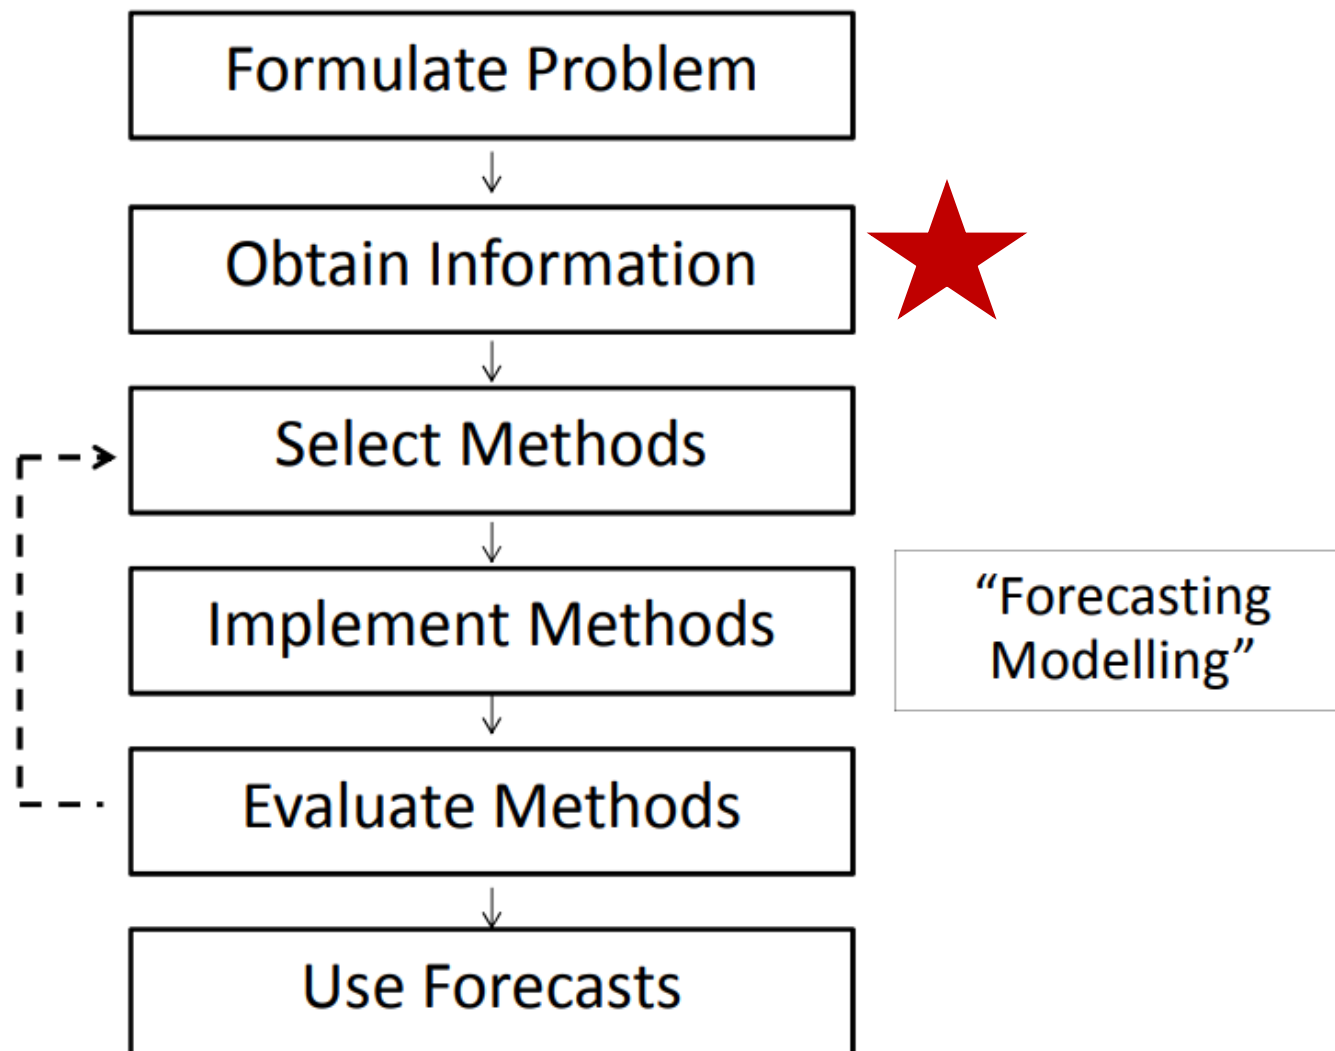 Formulate Problem
Obtain Information
Select Methods
Implement Methods
“Forecasting
Modelling”
Evaluate Methods
Use Forecasts